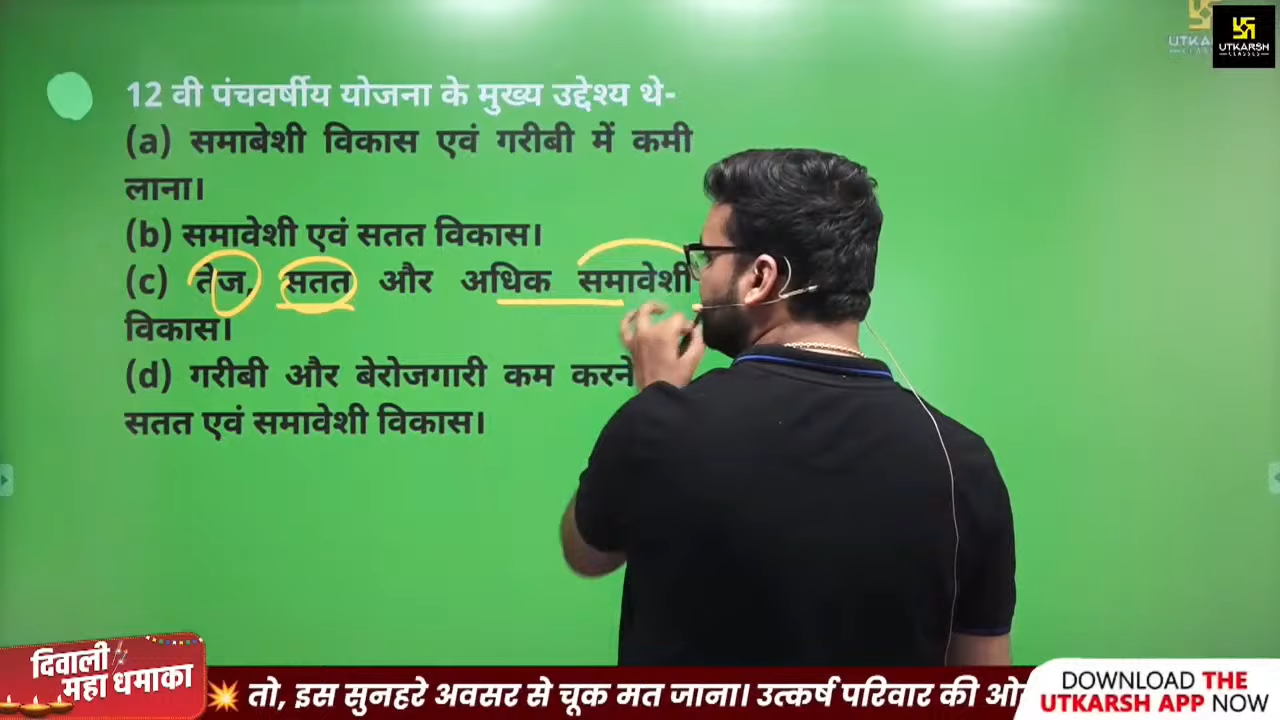 UTKARSH
CLASSES
12 वी पंचवर्षीय योजना के मुख्य उद्देश्य थे-
(a) समाबेशी विकास एवं गरीबी में कमी
लाना।
(b) समावेशी एवं सतत विकास।
(c) तेज, सतत और अधिक समावेशी
विकास।
(d) गरीबी और बेरोजगारी कम करने
सतत एवं समावेशी विकास।
दिवाली
महा धमाका
तो, इस सुनहरे अवसर से चूक मत जाना। उत्कर्ष परिवार की
DOWNLOAD THE
UTKARSH APP NOW